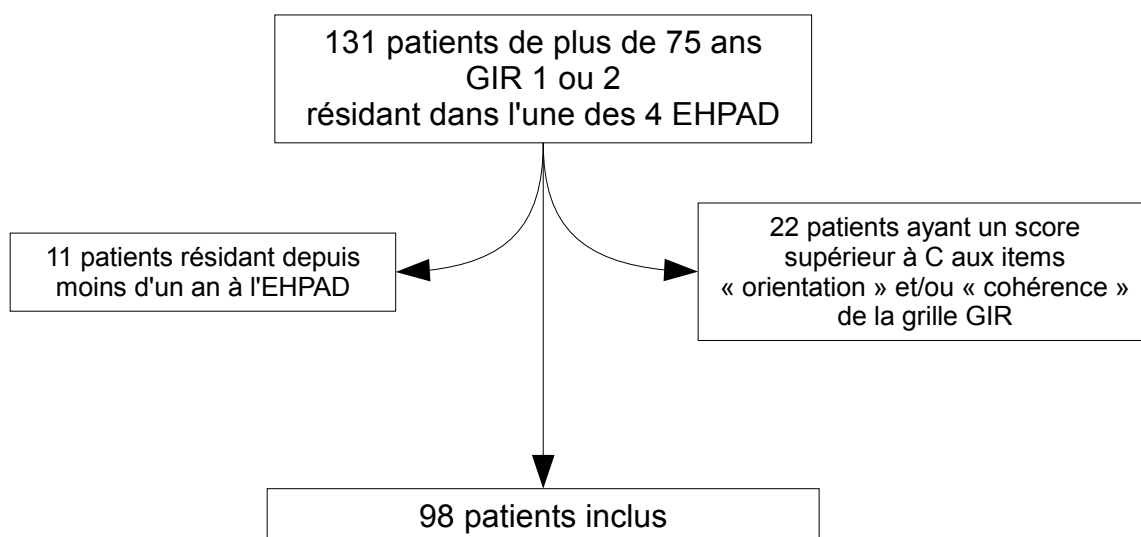 131 patients de plus de 75 ans
GIR 1 ou 2
résidant dans l'une des 4 EHPAD
11 patients résidant depuis
moins d'un an à l'EHPAD
22 patients ayant un score
supérieur à C aux items
« orientation » et/ou « cohérence »
de la grille GIR
98 patients inclus